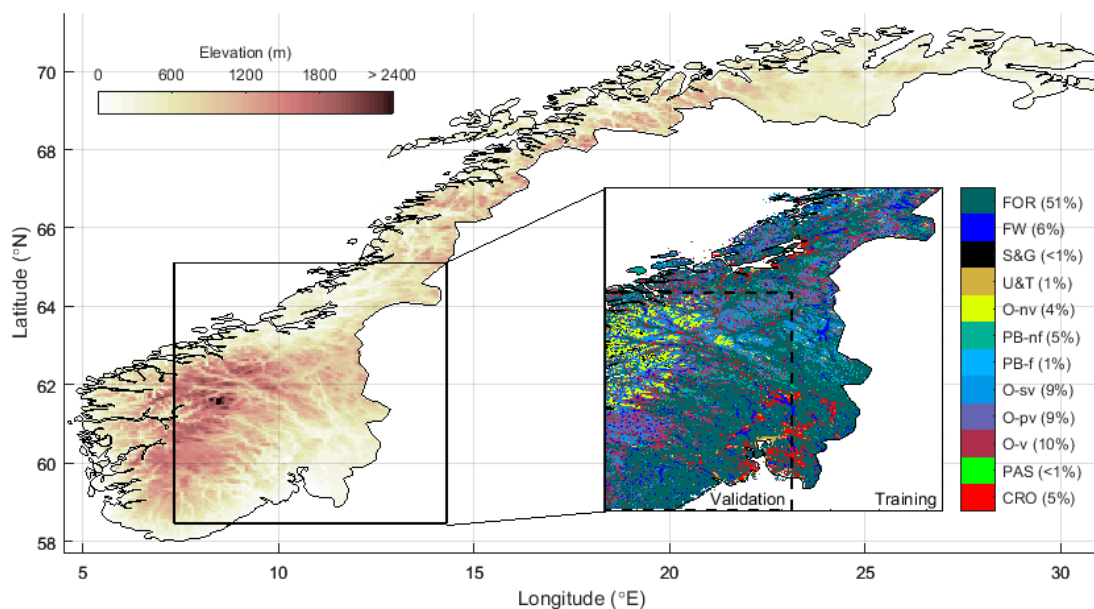 Elevation (m)
0 600 1200 1800 > 2400
Latitude (°N)
70
68
66
64
62
60
58
5 10 15 20 25 30
Longitude (°E)
Validation
Training
FOR (51%)
FW (6%)
S&G (<1%)
U&T (1%)
O-nv (4%)
PB-nf (5%)
PB-f (1%)
O-sv (9%)
O-pv (9%)
O-v (10%)
PAS (<1%)
CRO (5%)